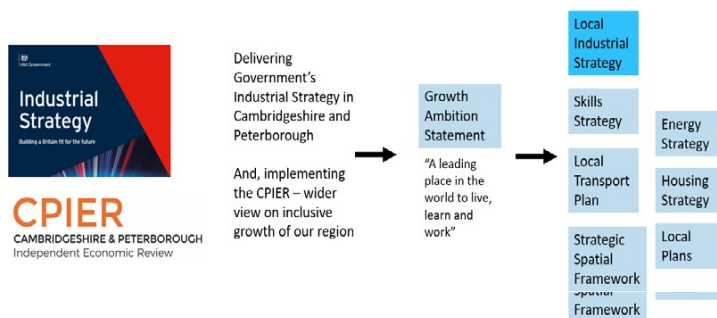 HM Government
Industrial
Strategy
Building a Britain fit for the future
CPIER
CAMBRIDGESHIRE & PETERBOROUGH
Independent Economic Review
Delivering
Government's
Industrial Strategy in
Cambridgeshire and
Peterborough
And, implementing
the CPIER – wider
view on inclusive
growth of our region
Growth
Ambition
Statement
"A leading
place in the
world to live,
learn and
work"
Local
Industrial
Strategy
Skills
Strategy
Local
Transport
Plan
Strategic
Spatial
Framework
Spatial
Framework
Energy
Strategy
Housing
Strategy
Local
Plans